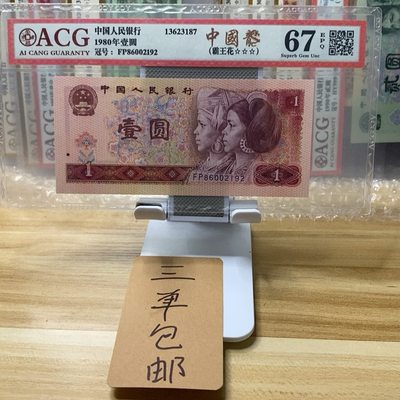 ACG
AI CANG GUARANTY
中国人民银行
1980年壹圆
冠号: FP86002192
13623187
中國龍
(霸王花☆☆☆)
67 EPQ
Superb Gem Unc
中国人民银行
壹圆
1
1
FP86002192
三单包邮